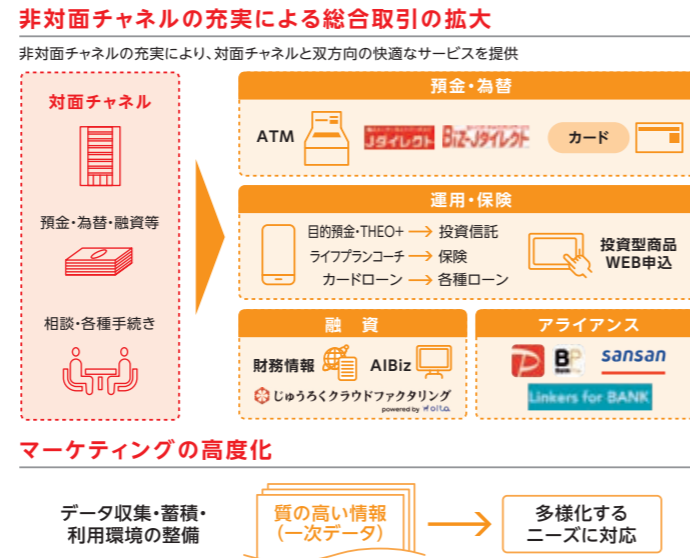 非対面チャネルの充実による総合取引の拡大
非対面チャネルの充実により、対面チャネルと双方向の快適なサービスを提供
対面チャネル
預金・為替・融資等
相談・各種手続き
預金・為替
ATM
Jダイレクト
BiZ-Jダイレクト
カード
運用・保険
目的預金・THEO+ → 投資信託
ライフプランコーチ → 保険
カードローン → 各種ローン
投資型商品
WEB申込
融 資
財務情報
AIBiz
じゅうろくクラウドファクタリング
powered by
アライアンス
BP
sansan
Linkers for BANK
マーケティングの高度化
データ収集・蓄積・
利用環境の整備
質の高い情報
(一次データ)
多様化する
ニーズに対応